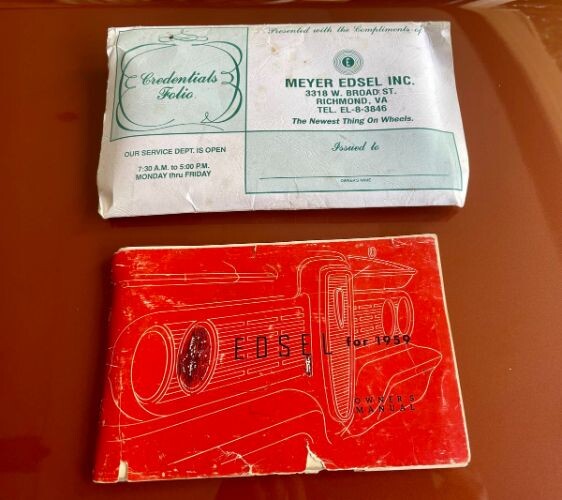 Presented with the Compliments of
Credentials
Folio
E
MEYER EDSEL INC.
3318 W. BROAD ST.
RICHMOND, VA
TEL. EL-8-3846
The Newest Thing On Wheels.
OUR SERVICE DEPT. IS OPEN
7:30 A.M. to 5:00 P.M.
MONDAY thru FRIDAY
Issued to
OWNER'S NAME
EDSEL for 1959
OWNERS
MANUAL